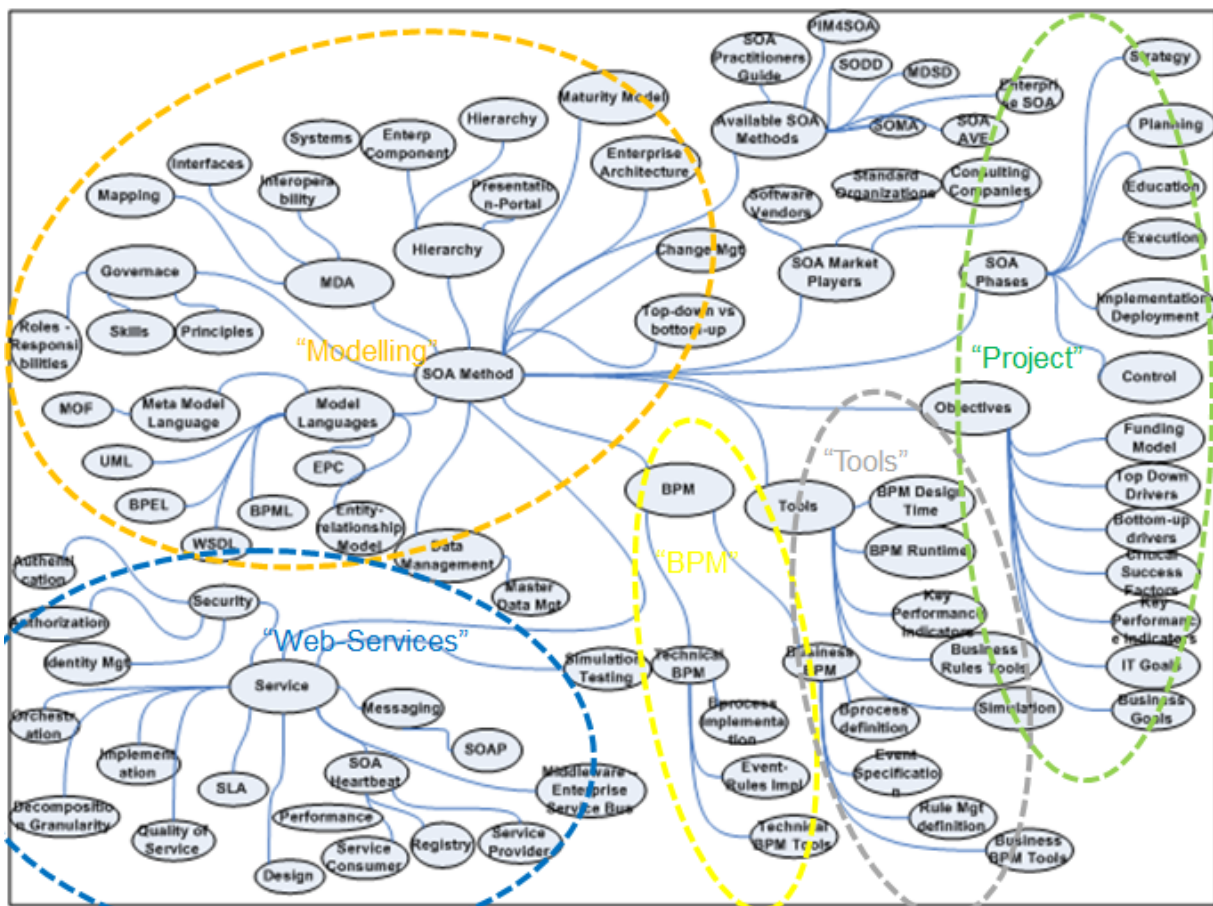 PIM4SOA
SOA
Practitioners
Guide
SODD
MDSD
Enterpri
se SOA
Strategy
Maturity Model
Available SOA
Methods
SOMA
SOA
AVE
Planning
Hierarchy
Systems
Enterp
Component
Interfaces
Enterprise
Architecture
Interopera
bility
Presentatio
n-Portal
Mapping
Software
Vendors
Standard
Organizations
Consulting
Companies
Education
Execution
Change Mgt
Hierarchy
Governace
MDA
SOA Market
Players
SOA
Phases
Implementation
Deployment
Roles -
Responsi
bilities
Skills
Principles
Top-down vs
bottom-up
“Modelling”
“Project”
SOA Method
Control
MOF
Meta Model
Language
Model
Languages
Objectives
Funding
Model
UML
EPC
“Tools”
BPM
Top Down
Drivers
BPEL
BPML
Tools
BPM Design
Time
Entity-
relationship
Model
Bottom-up
drivers
WSDL
Data
Management
BPM Runtime
“BPM”
Critical
Success
Factors
Authenti
cation
Security
Master
Data Mgt
Key
Performance
Indicators
Key
Performanc
e Indicators
Authorization
“Web-Services”
Identity Mgt
Simulation
Testing
Technical
BPM
Business
BPM
Business
Rules Tools
IT Goals
Service
Messaging
Bprocess
Implementa
tion
Bprocess
definition
Simulation
Business
Goals
Orchestr
ation
Implement
ation
SOA
Heartbeat
SOAP
SLA
Event-
Rules Impl
Event
Specificatio
n
Middleware –
Enterprise
Service Bus
Decompositio
n Granularity
Performance
Rule Mgt
definition
Quality of
Service
Service
Consumer
Registry
Service
Provider
Technical
BPM Tools
Business
BPM Tools
Design